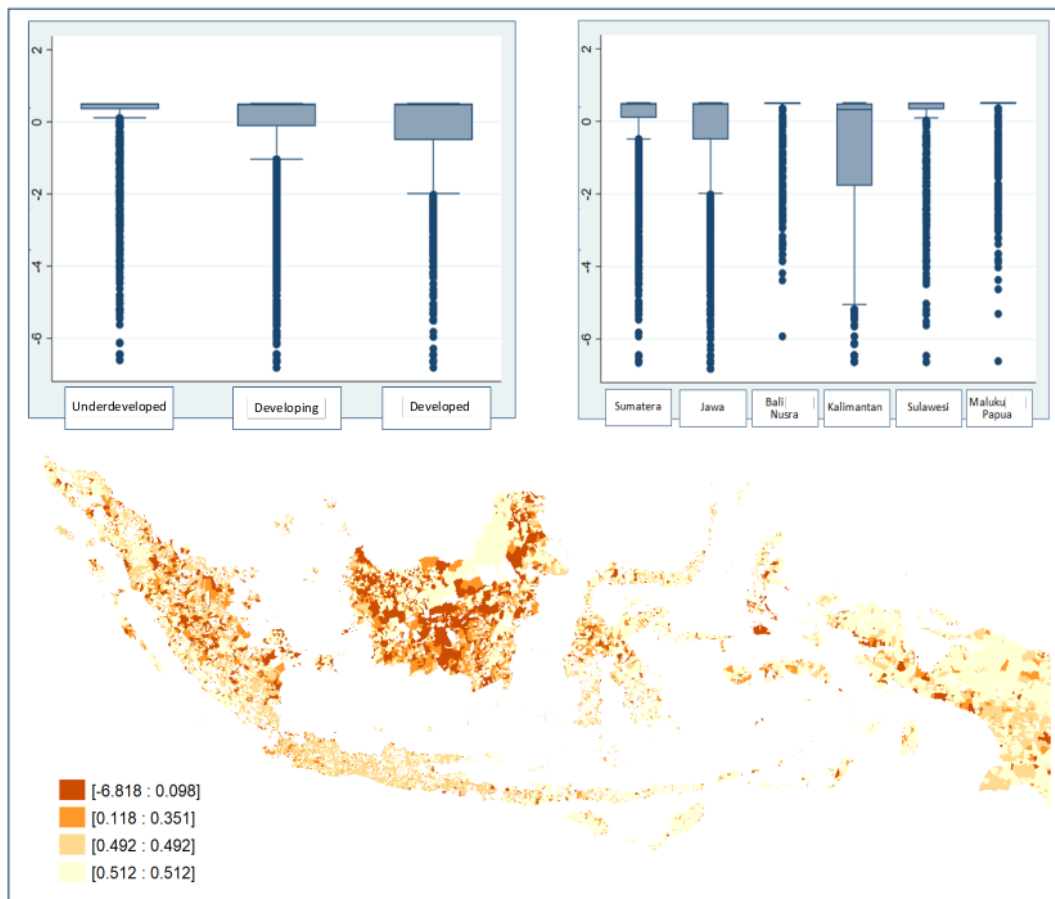 2
0
-2
-4
-6
Underdeveloped
Developing
Developed
2
0
-2
-4
-6
Sumatera
Jawa
Bali
Nusra
Kalimantan
Sulawesi
Maluku
Papua
[-6.818 : 0.098]
[0.118 : 0.351]
[0.492 : 0.492]
[0.512 : 0.512]